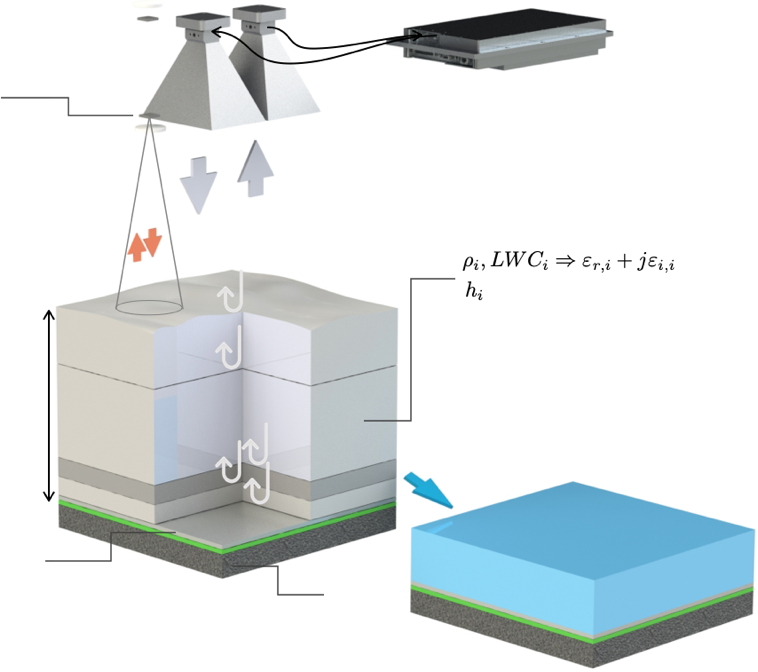 ρ_i, LWC_i ⇒ ε_{r,i} + jε_{i,i}
h_i